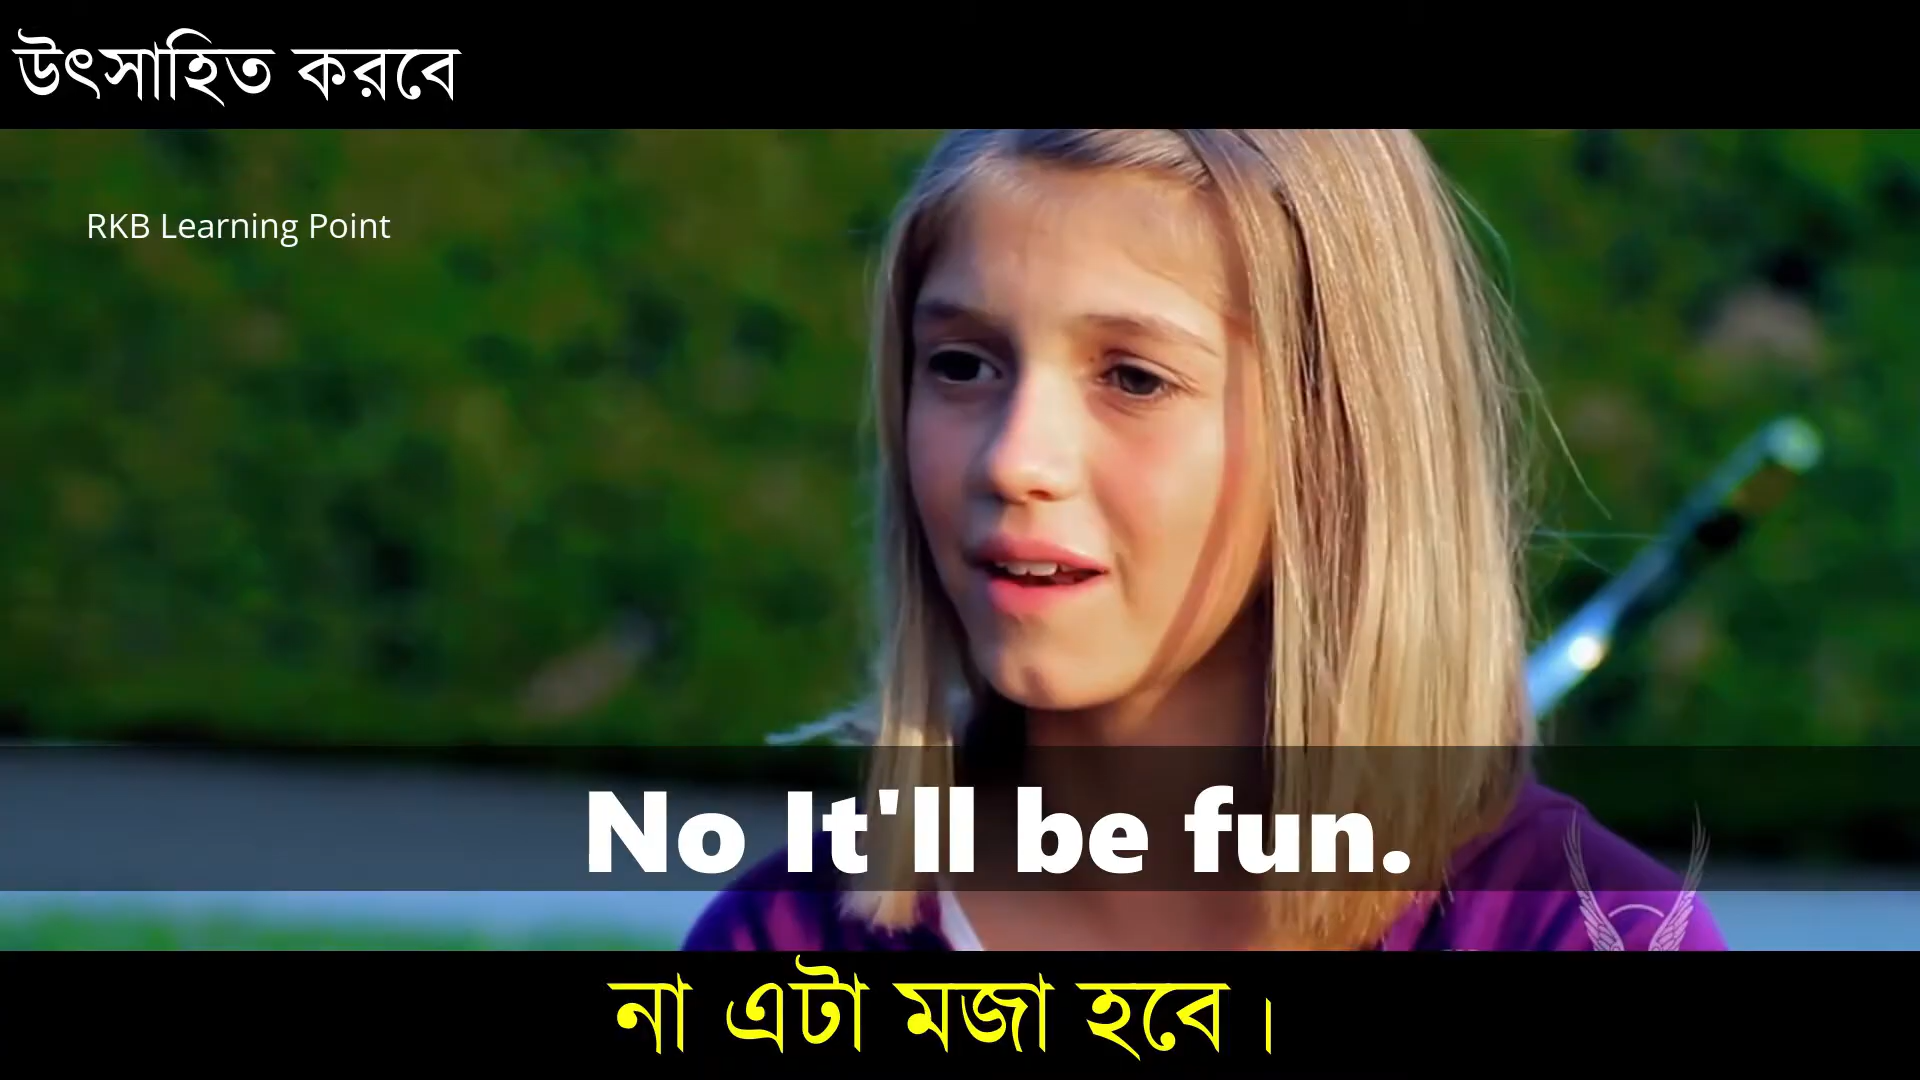 উৎসাহিত করবে
RKB Learning Point
No It'll be fun.
না এটা মজা হবে।